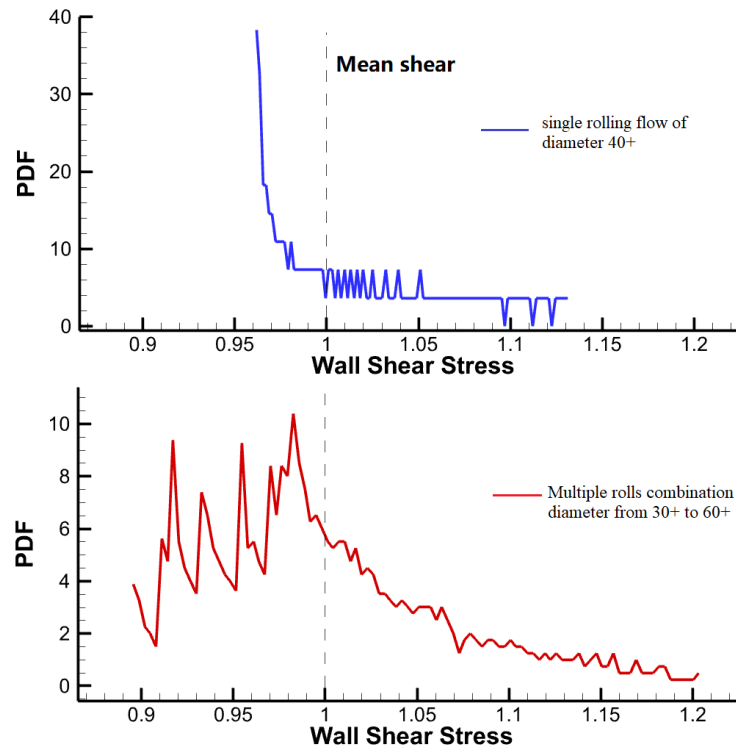 40
30
20
10
0
PDF
Mean shear
single rolling flow of
diameter 40+
0.9 0.95 1 1.05 1.1 1.15 1.2
Wall Shear Stress
10
8
6
4
2
0
PDF
Multiple rolls combination
diameter from 30+ to 60+
0.9 0.95 1 1.05 1.1 1.15 1.2
Wall Shear Stress